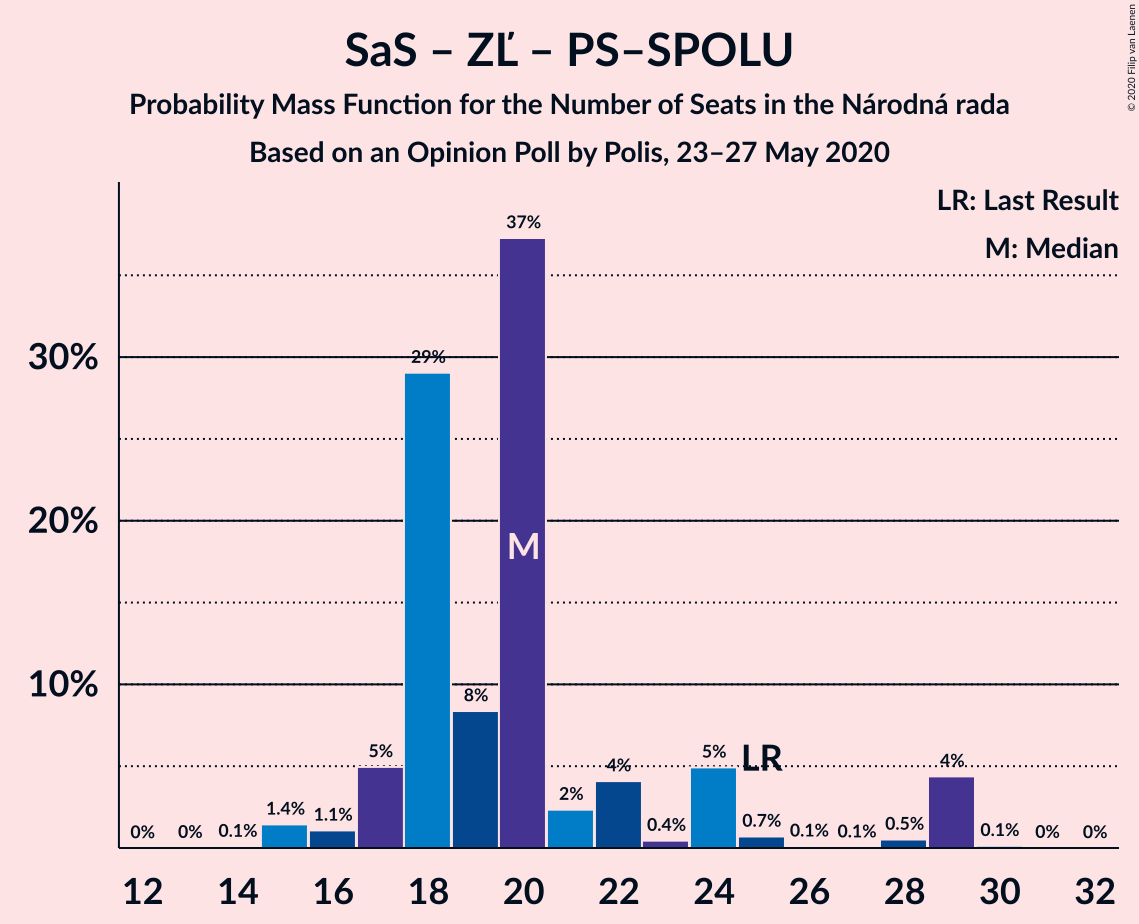 SaS – ZĽ – PS–SPOLU
Probability Mass Function for the Number of Seats in the Národná rada
Based on an Opinion Poll by Polis, 23–27 May 2020
© 2020 Filip van Laenen
LR: Last Result
M: Median
30%
20%
10%
0%
0%
0.1%
1.4%
1.1%
5%
29%
8%
37%
M
2%
4%
0.4%
5%
LR
0.7%
0.1%
0.1%
0.5%
4%
0.1%
0%
0%
12 14 16 18 20 22 24 26 28 30 32